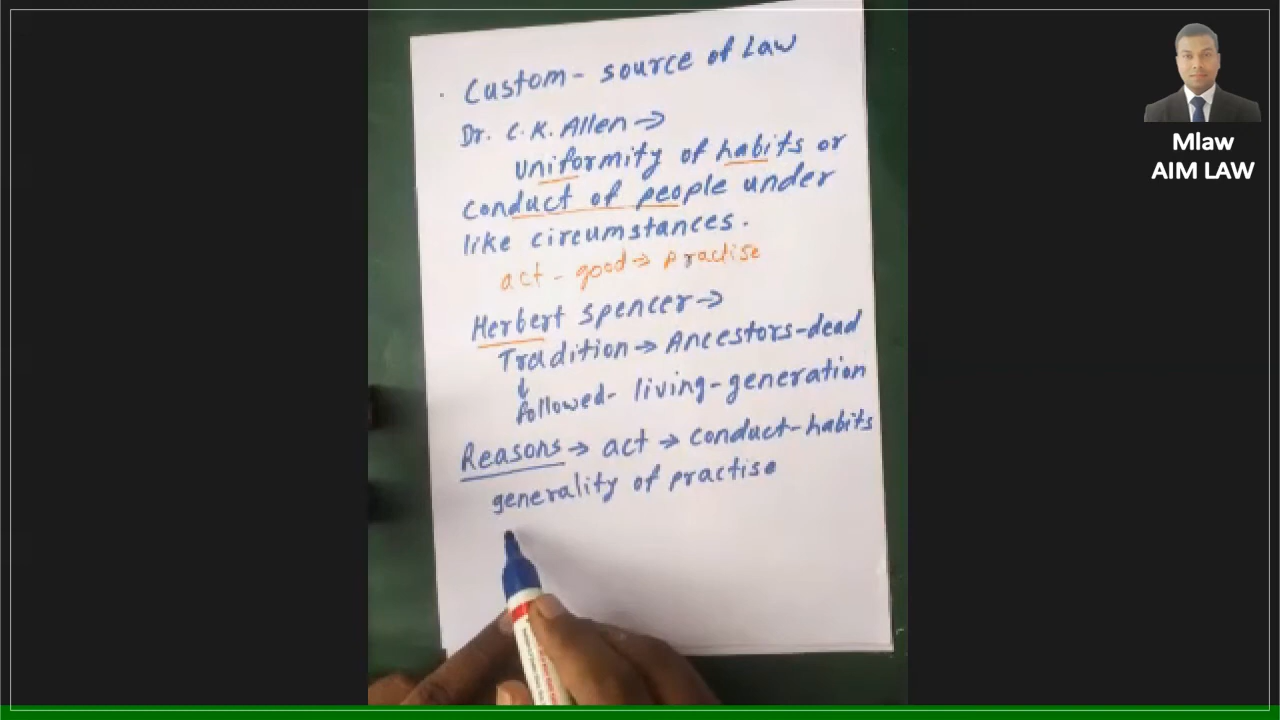 Custom - source of Law
Dr. C.K. Allen →
Uniformity of habits or
conduct of people under
like circumstances.
act - good → practise
Herbert Spencer →
Tradition → Ancestors-dead
↓
followed- living-generation
Reasons → act → conduct-habits
generality of practise
Mlaw
AIM LAW